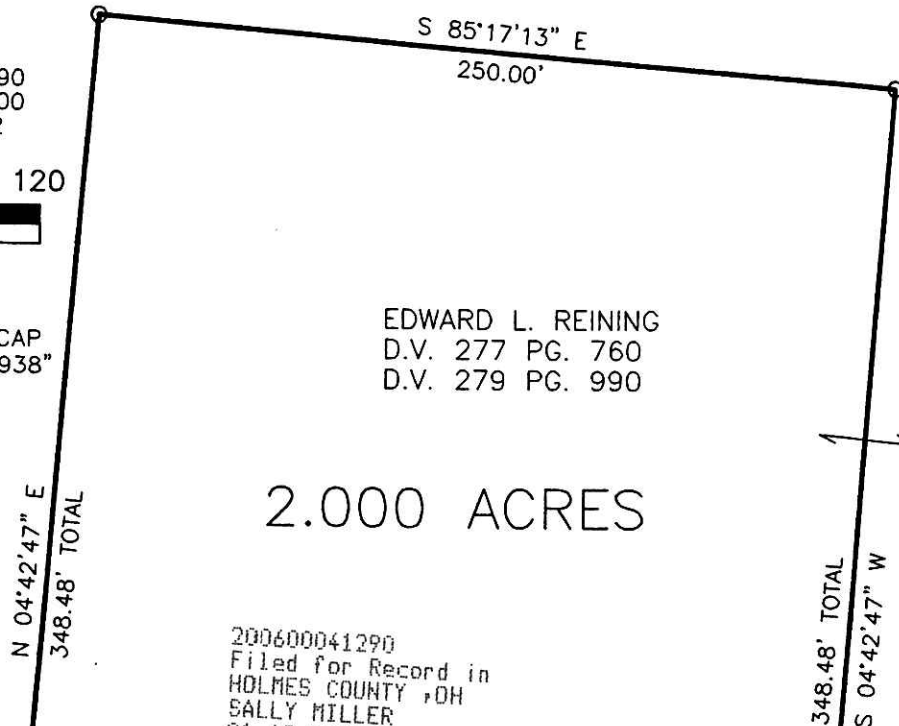 S 85°17'13" E
250.00'
90
00
120
CAP
938"
EDWARD L. REINING
D.V. 277 PG. 760
D.V. 279 PG. 990
2.000 ACRES
N 04°42'47" E
348.48' TOTAL
348.48' TOTAL
S 04°42'47" W
200600041290
Filed for Record in
HOLMES COUNTY ,OH
SALLY MILLER